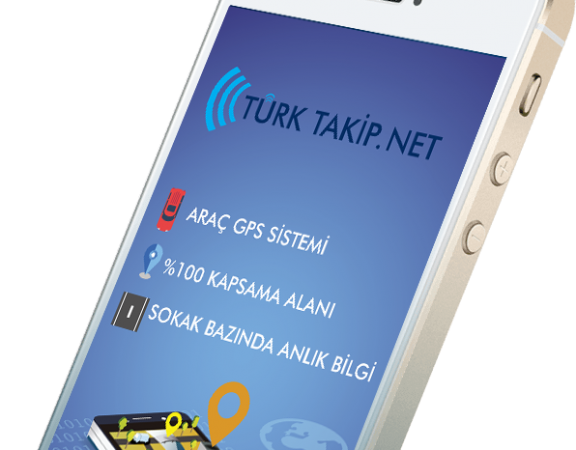 TÜRK TAKİP.NET
ARAÇ GPS SİSTEMİ
%100 KAPSAMA ALANI
SOKAK BAZINDA ANLIK BİLGİ